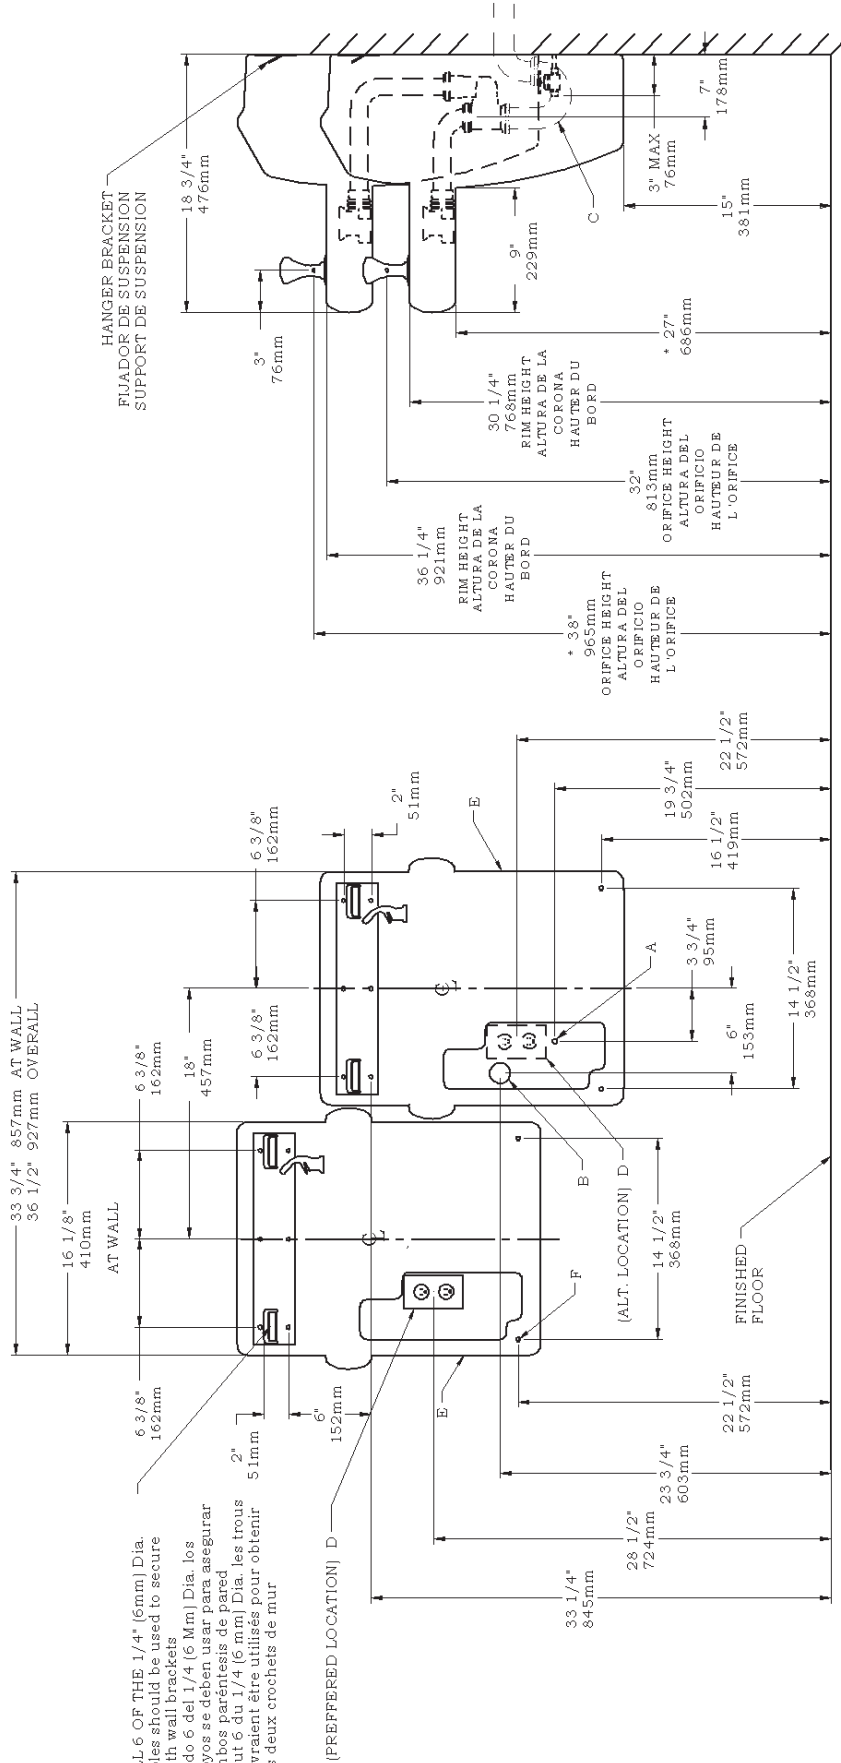 HANGER BRACKET
FIJADOR DE SUSPENSION
SUPPORT DE SUSPENSION
18 3/4"
476mm
3"
76mm
9"
229mm
C
7"
178mm
3" MAX
76mm
15"
381mm
* 27"
686mm
30 1/4"
768mm
RIM HEIGHT
ALTURA DE LA
CORONA
HAUTER DU
BORD
32"
813mm
ORIFICE HEIGHT
ALTURA DEL
ORIFICIO
HAUTEUR DE
L'ORIFICE
36 1/4"
921mm
RIM HEIGHT
ALTURA DE LA
CORONA
HAUTER DU
BORD
* 38"
965mm
ORIFICE HEIGHT
ALTURA DEL
ORIFICIO
HAUTEUR DE
L'ORIFICE
33 3/4" 857mm AT WALL
36 1/2" 927mm OVERALL
16 1/8"
410mm
AT WALL
6 3/8"
162mm
6 3/8"
162mm
18"
457mm
6 3/8"
162mm
6 3/8"
162mm
2"
51mm
2"
51mm
6"
152mm
E
E
CL
CL
A
B
F
22 1/2"
572mm
19 3/4"
502mm
16 1/2"
419mm
3 3/4"
95mm
6"
153mm
14 1/2"
368mm
14 1/2"
368mm
(ALT. LOCATION) D
(PREFFERED LOCATION) D
FINISHED
FLOOR
22 1/2"
572mm
23 3/4"
603mm
28 1/2"
724mm
33 1/4"
845mm
6 OF THE 1/4" (6mm) Dia.
should be used to secure
wall brackets
6 del 1/4 (6 Mm) Dia. los
se deben usar para asegurar
paréntesis de pared
6 du 1/4 (6 mm) Dia. les trous
être utilisés pour obtenir
deux crochets de mur